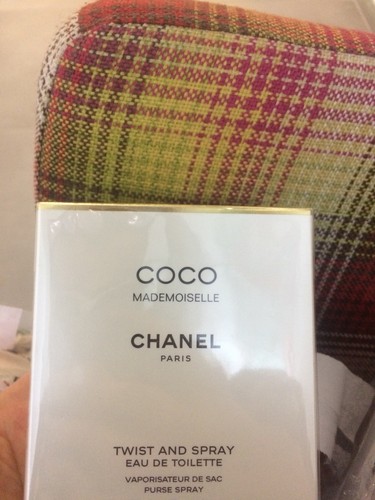 COCO
MADEMOISELLE
CHANEL
PARIS
TWIST AND SPRAY
EAU DE TOILETTE
VAPORISATEUR DE SAC
PURSE SPRAY